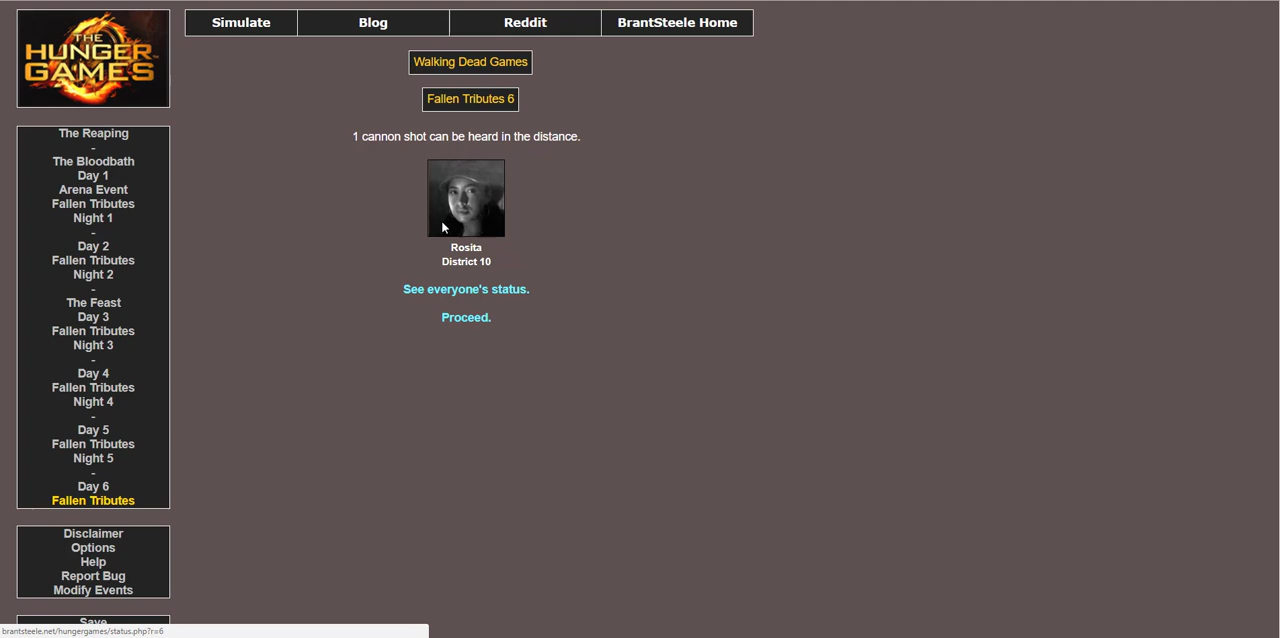 THE
HUNGER
GAMES
Simulate
Blog
Reddit
BrantSteele Home
Walking Dead Games
Fallen Tributes 6
1 cannon shot can be heard in the distance.
Rosita
District 10
See everyone's status.
Proceed.
The Reaping
-
The Bloodbath
Day 1
Arena Event
Fallen Tributes
Night 1
-
Day 2
Fallen Tributes
Night 2
-
The Feast
Day 3
Fallen Tributes
Night 3
-
Day 4
Fallen Tributes
Night 4
-
Day 5
Fallen Tributes
Night 5
-
Day 6
Fallen Tributes
Disclaimer
Options
Help
Report Bug
Modify Events
Save
brantsteele.net/hungergames/status.php?r=6